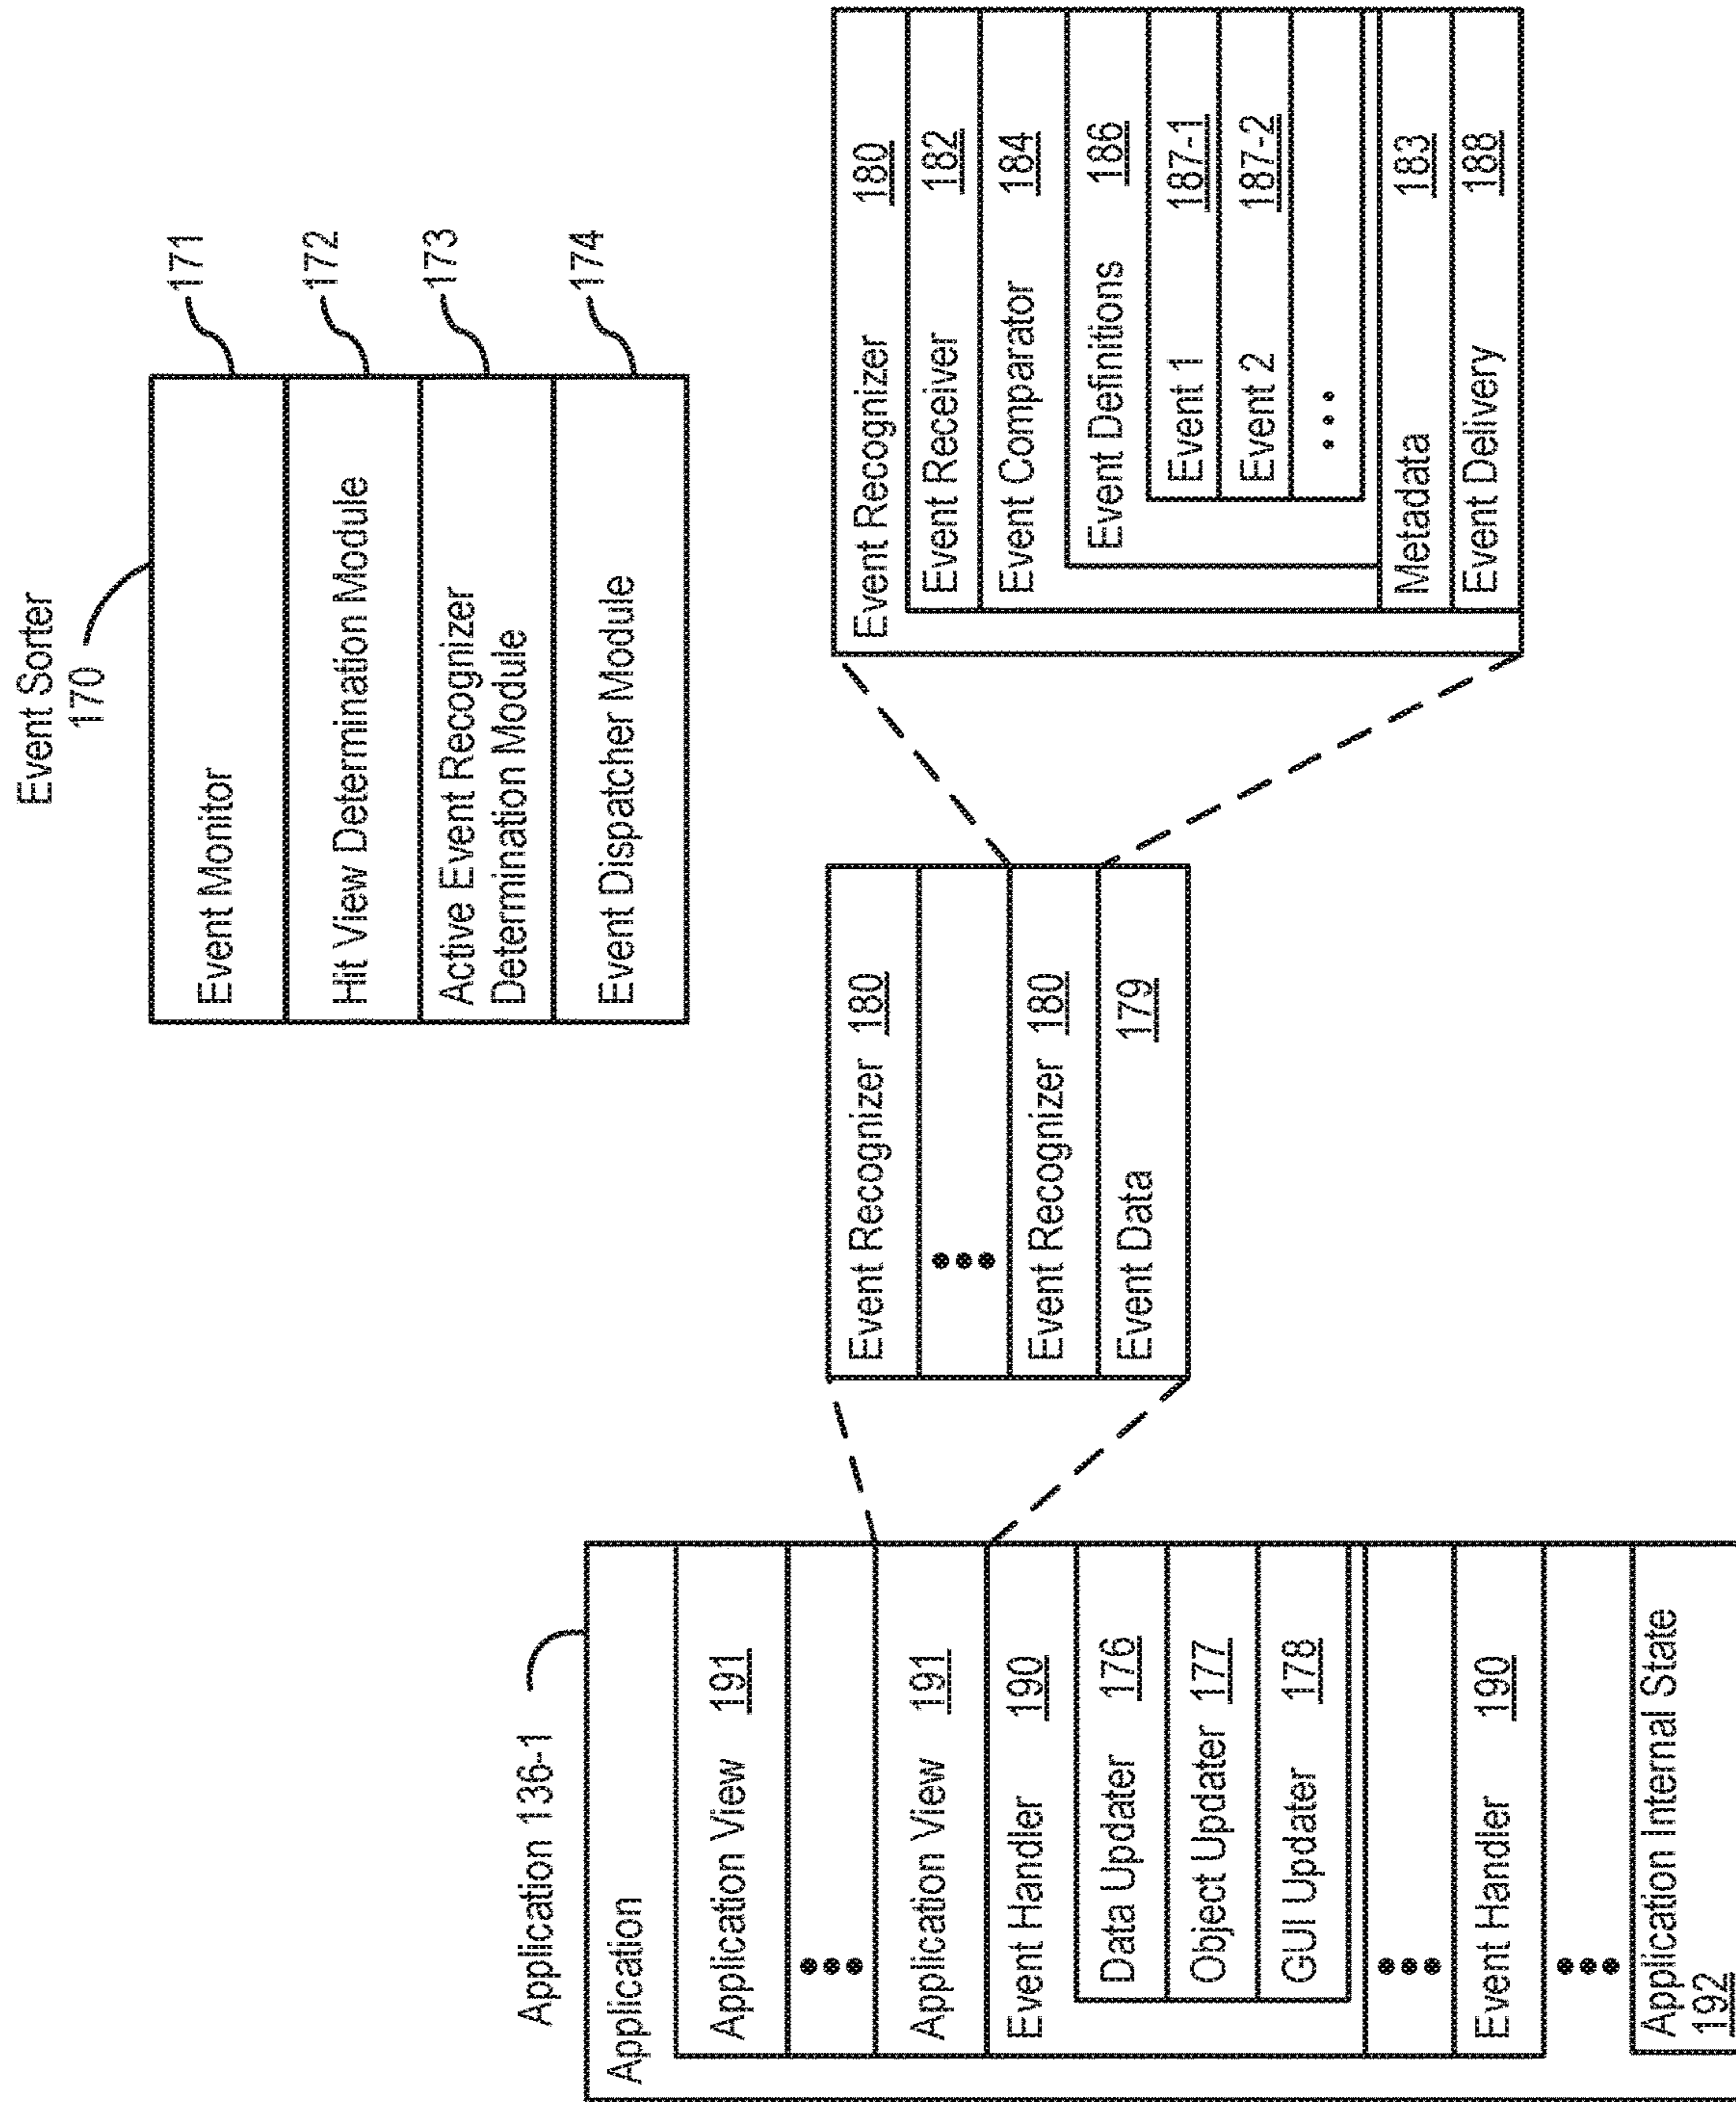 Event Sorter
170
Event Monitor
171
Hit View Determination Module
172
Active Event Recognizer
Determination Module
173
Event Dispatcher Module
174
Application 136-1
Application
Application View 191
•••
Application View 191
Event Handler 190
Data Updater 176
Object Updater 177
GUI Updater 178
•••
Event Handler 190
•••
Application Internal State
192
Event Recognizer 180
•••
Event Recognizer 180
Event Data 179
Event Recognizer 180
Event Receiver 182
Event Comparator 184
Event Definitions 186
Event 1 187-1
Event 2 187-2
•••
Metadata 183
Event Delivery 188